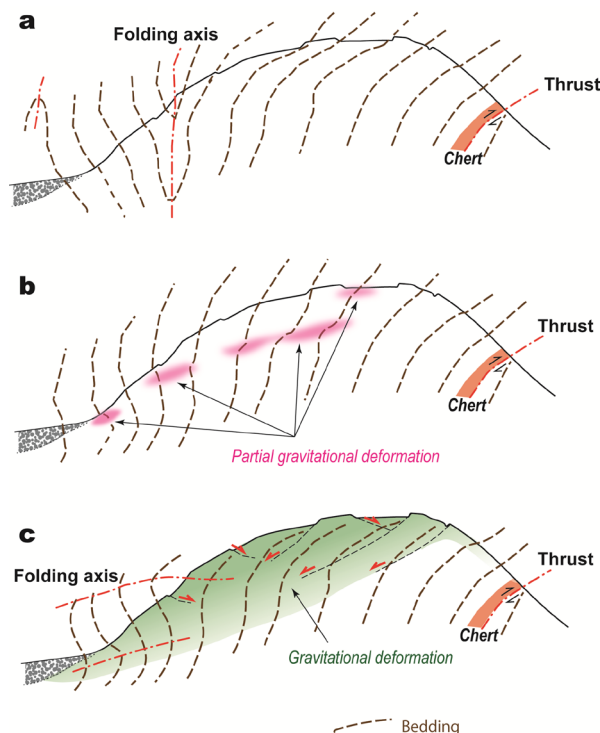 a
Folding axis
Thrust
Chert
b
Thrust
Chert
Partial gravitational deformation
c
Folding axis
Thrust
Chert
Gravitational deformation
Bedding